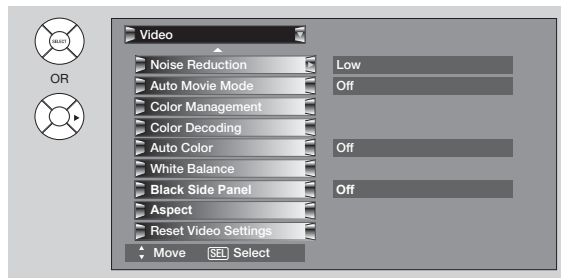 SELECT
OR
Video
Noise Reduction Low
Auto Movie Mode Off
Color Management
Color Decoding
Auto Color Off
White Balance
Black Side Panel Off
Aspect
Reset Video Settings
Move SEL Select